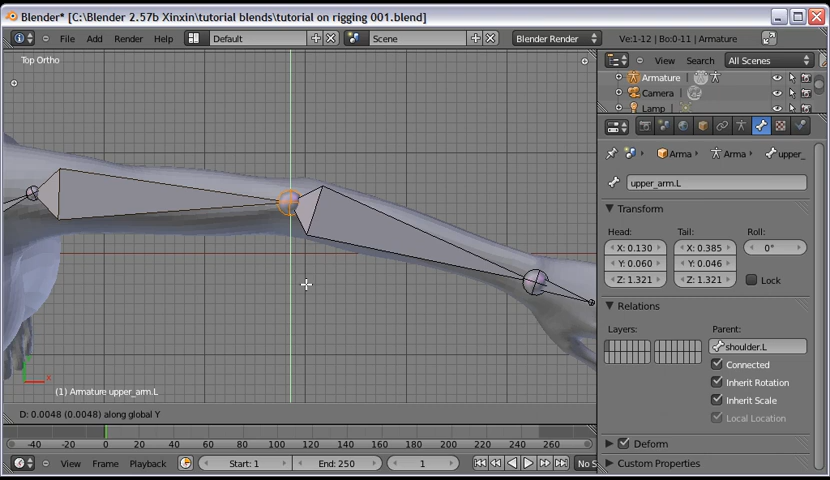 Blender* [C:\Blender 2.57b Xinxin\tutorial blends\tutorial on rigging 001.blend]
File Add Render Help Default Scene Blender Render Ve:1-12 | Bo:0-11 | Armature
Top Ortho
View Search All Scenes
Armature
Camera
Lamp
Arma Arma upper_
upper_arm.L
Transform
Head: Tail: Roll:
X: 0.130 X: 0.385 0°
Y: 0.060 Y: 0.046
Z: 1.321 Z: 1.321 Lock
Relations
Layers: Parent:
shoulder.L
Connected
Inherit Rotation
Inherit Scale
Local Location
Deform
Custom Properties
x
(1) Armature upper_arm.L
D: 0.0048 (0.0048) along global Y
-40 -20 0 20 40 60 80 100 120 140 160 180 200 220 240 260
View Frame Playback Start: 1 End: 250 1 No S